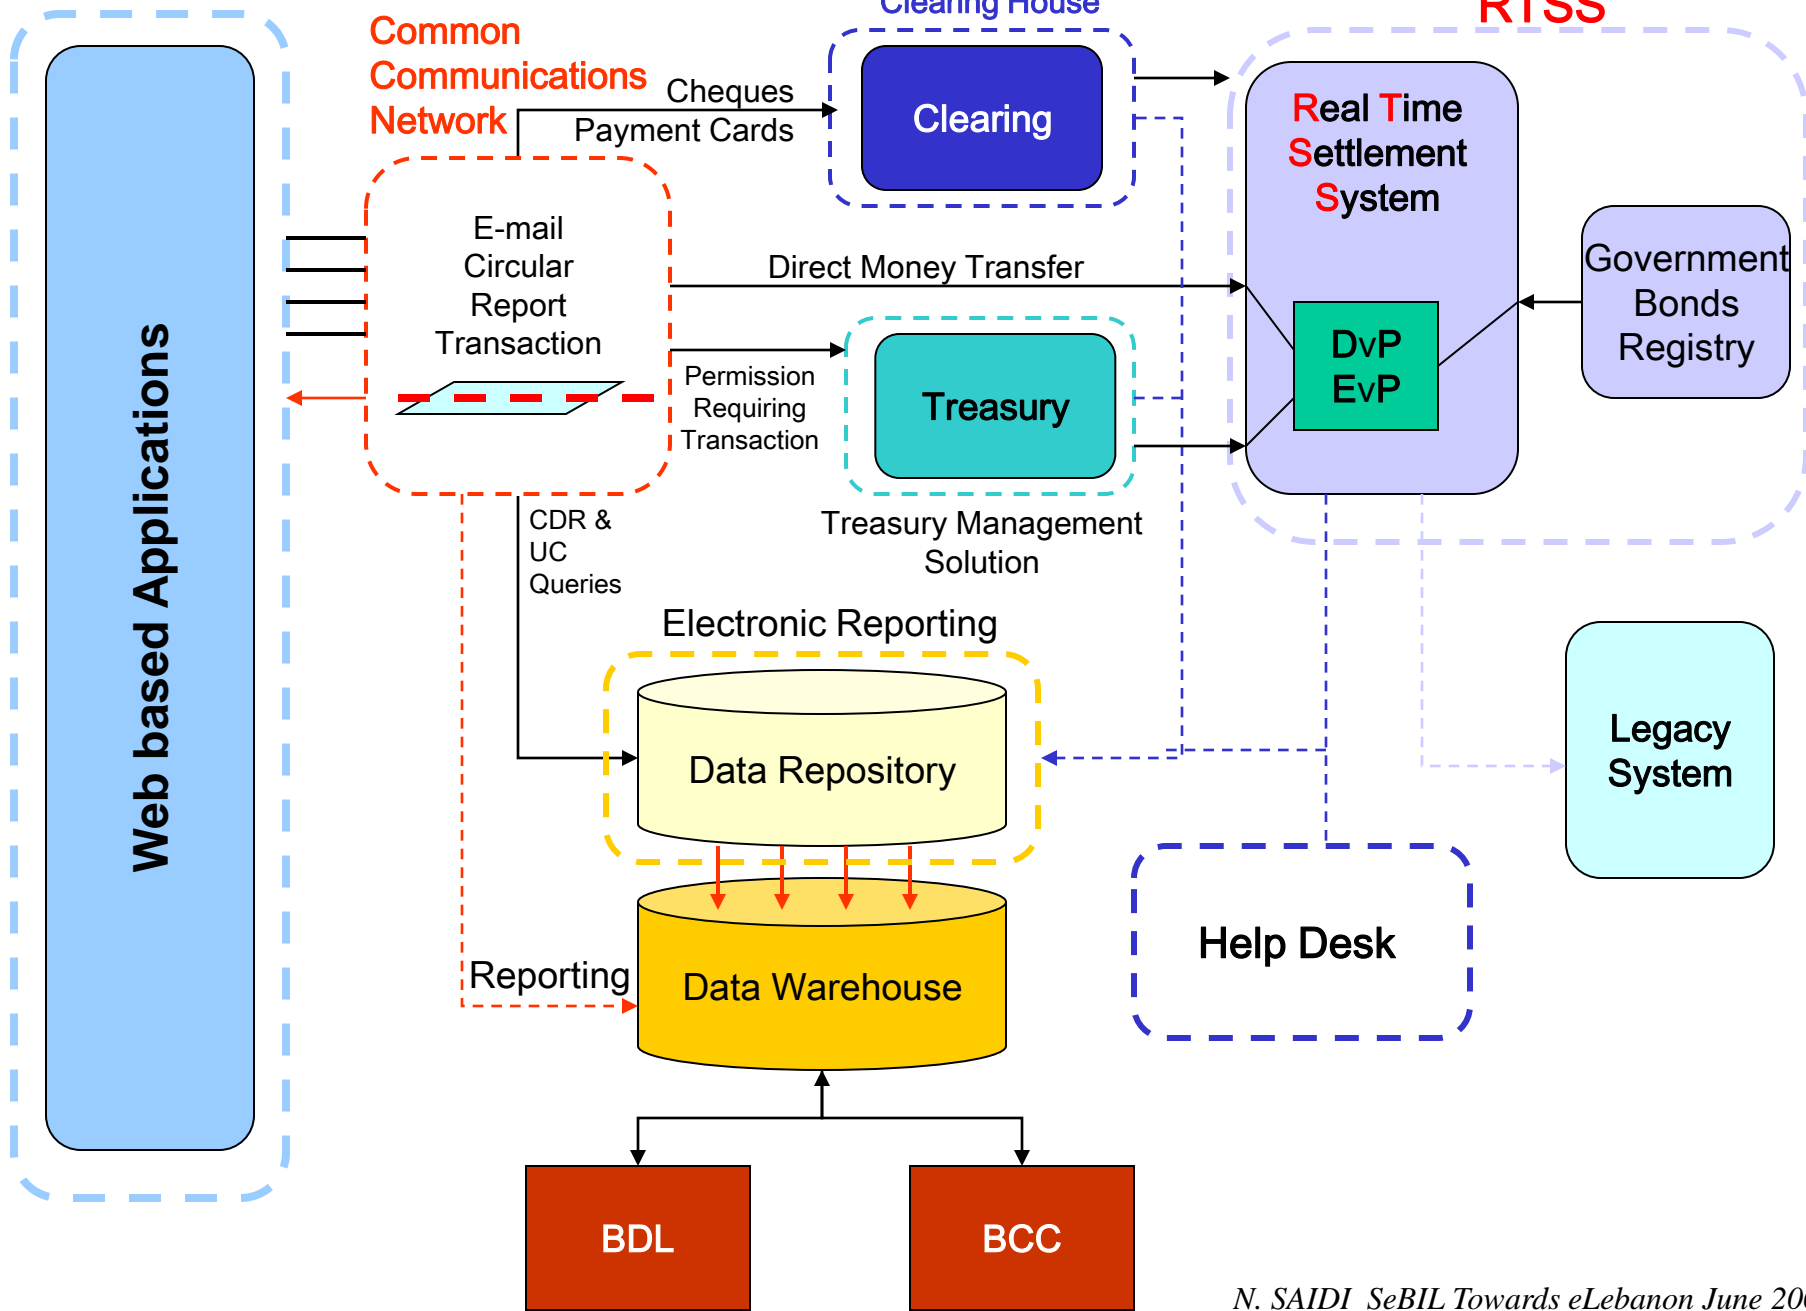 Clearing House
RTSS
Common
Communications
Network
Cheques
Payment Cards
Clearing
Real Time
Settlement
System
E-mail
Circular
Report
Transaction
Direct Money Transfer
Government
Bonds
Registry
DvP
EvP
Permission
Requiring
Transaction
Treasury
Web based Applications
CDR &
UC
Queries
Treasury Management
Solution
Electronic Reporting
Data Repository
Legacy
System
Help Desk
Reporting
Data Warehouse
BDL
BCC
N. SAIDI SeBIL Towards eLebanon June